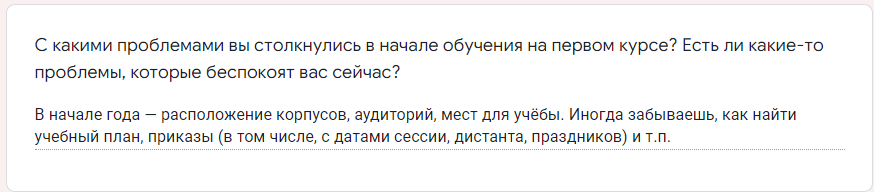 С какими проблемами вы столкнулись в начале обучения на первом курсе? Есть ли какие-то
проблемы, которые беспокоят вас сейчас?
В начале года — расположение корпусов, аудиторий, мест для учёбы. Иногда забываешь, как найти
учебный план, приказы (в том числе, с датами сессии, дистанта, праздников) и т.п.